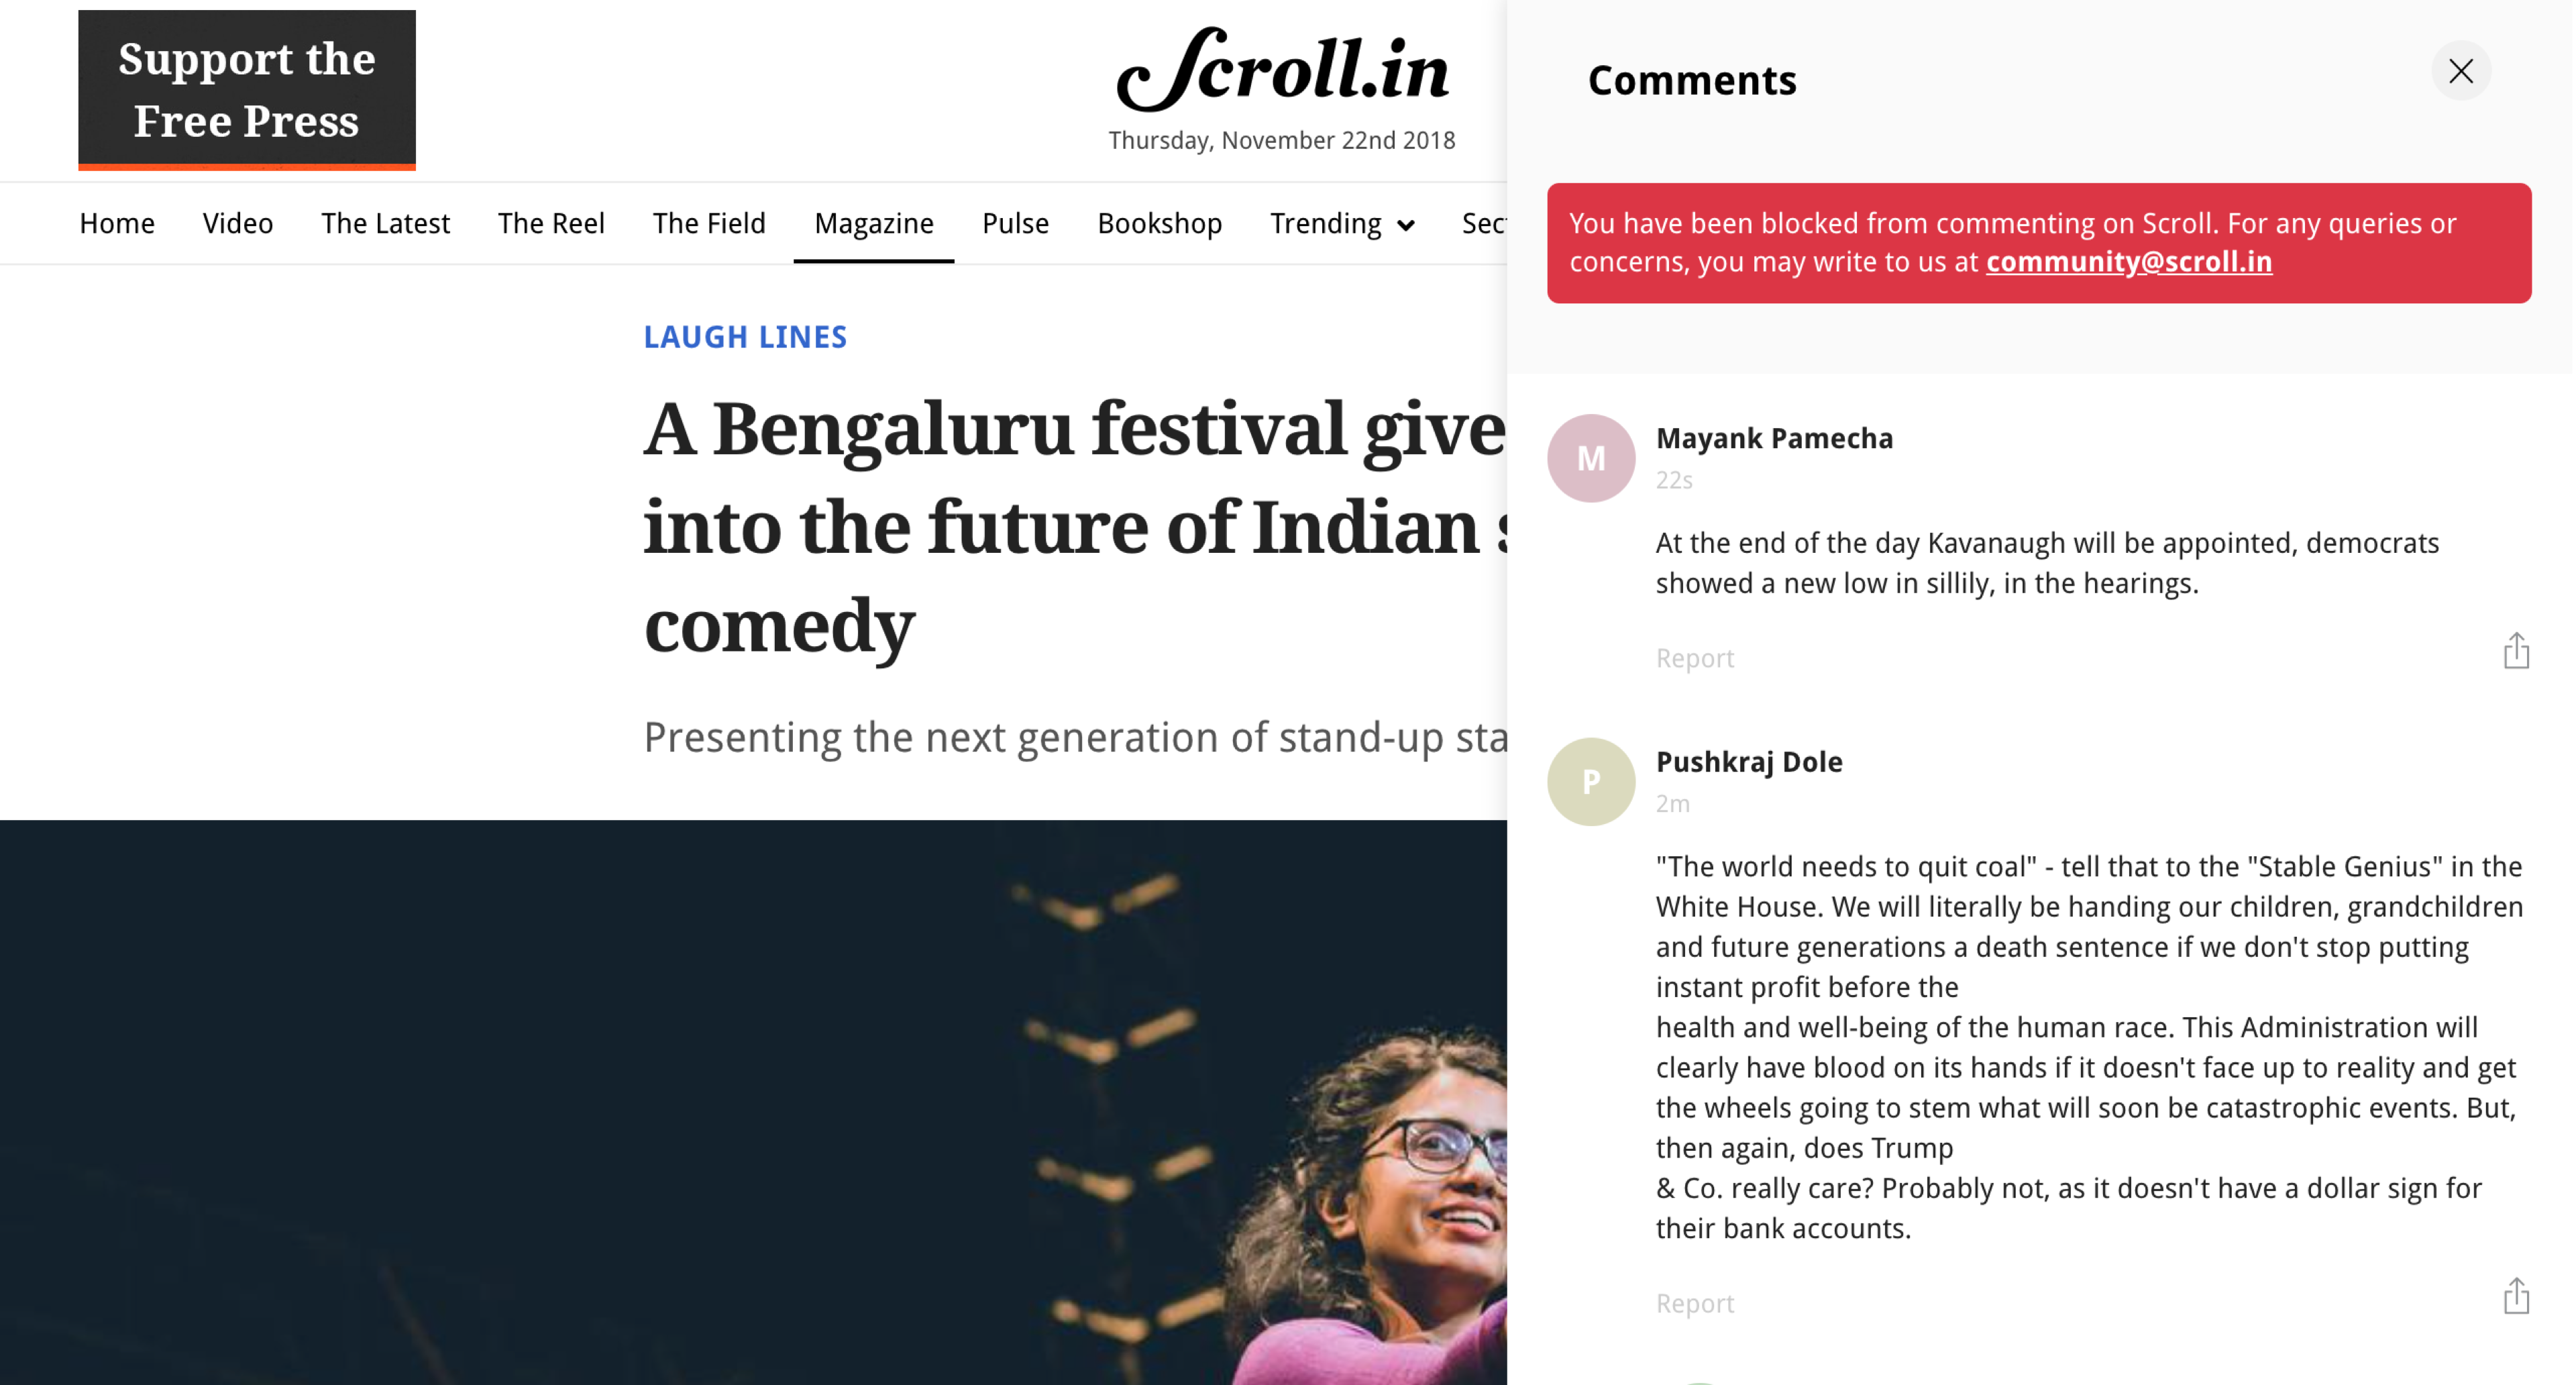 Support the
Free Press
Scroll.in
Thursday, November 22nd 2018
Home Video The Latest The Reel The Field Magazine Pulse Bookshop Trending
LAUGH LINES
A Bengaluru festival give
into the future of Indian
comedy
Presenting the next generation of stand-up
Comments
You have been blocked from commenting on Scroll. For any queries or
concerns, you may write to us at community@scroll.in
M
Mayank Pamecha
22s
At the end of the day Kavanaugh will be appointed, democrats
showed a new low in sillily, in the hearings.
Report
P
Pushkraj Dole
2m
"The world needs to quit coal" - tell that to the "Stable Genius" in the
White House. We will literally be handing our children, grandchildren
and future generations a death sentence if we don't stop putting
instant profit before the
health and well-being of the human race. This Administration will
clearly have blood on its hands if it doesn't face up to reality and get
the wheels going to stem what will soon be catastrophic events. But,
then again, does Trump
& Co. really care? Probably not, as it doesn't have a dollar sign for
their bank accounts.
Report